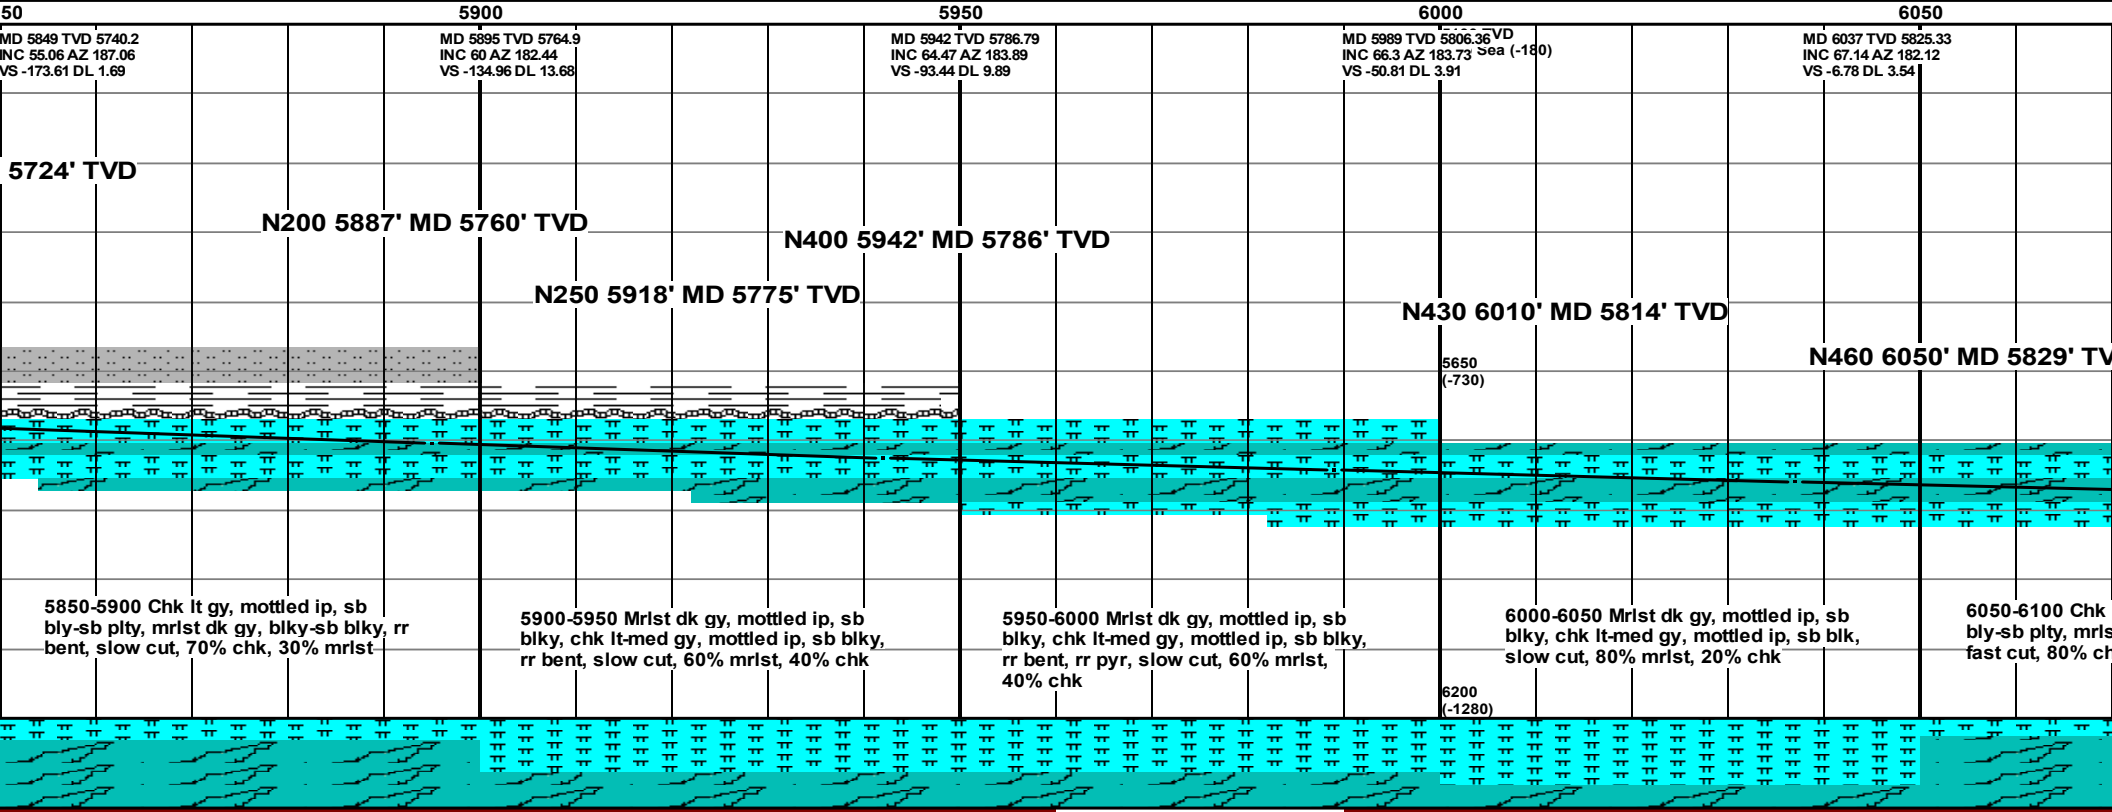 50 5900 5950 6000 6050
MD 5849 TVD 5740.2
INC 55.06 AZ 187.06
VS -173.61 DL 1.69
MD 5895 TVD 5764.9
INC 60 AZ 182.44
VS -134.96 DL 13.68
MD 5942 TVD 5786.79
INC 64.47 AZ 183.89
VS -93.44 DL 9.89
MD 5989 TVD 5806.36
INC 66.3 AZ 183.73
VS -50.81 DL 3.91
TVD
Sea (-180)
MD 6037 TVD 5825.33
INC 67.14 AZ 182.12
VS -6.78 DL 3.54
5724' TVD
N200 5887' MD 5760' TVD
N400 5942' MD 5786' TVD
N250 5918' MD 5775' TVD
N430 6010' MD 5814' TVD
N460 6050' MD 5829' TV
5650
(-730)
5850-5900 Chk lt gy, mottled ip, sb
bly-sb plty, mrlst dk gy, blky-sb blky, rr
bent, slow cut, 70% chk, 30% mrlst
5900-5950 Mrlst dk gy, mottled ip, sb
blky, chk lt-med gy, mottled ip, sb blky,
rr bent, slow cut, 60% mrlst, 40% chk
5950-6000 Mrlst dk gy, mottled ip, sb
blky, chk lt-med gy, mottled ip, sb blky,
rr bent, rr pyr, slow cut, 60% mrlst,
40% chk
6000-6050 Mrlst dk gy, mottled ip, sb
blky, chk lt-med gy, mottled ip, sb blk,
slow cut, 80% mrlst, 20% chk
6050-6100 Chk
bly-sb plty, mrls
fast cut, 80% ch
6200
(-1280)